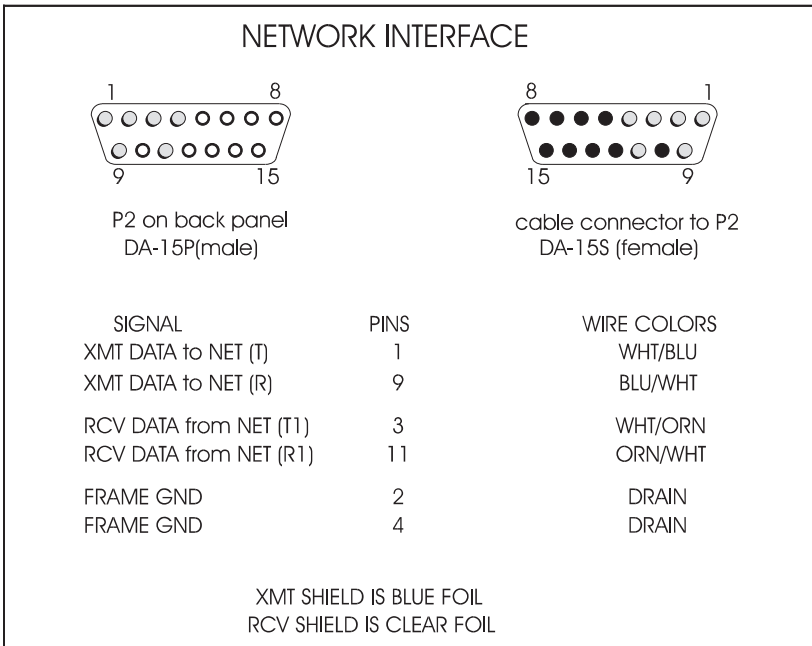 NETWORK INTERFACE
1 8
9 15
8 1
15 9
P2 on back panel
DA-15P(male)
cable connector to P2
DA-15S (female)
SIGNAL PINS WIRE COLORS
XMT DATA to NET (T) 1 WHT/BLU
XMT DATA to NET (R) 9 BLU/WHT
RCV DATA from NET (T1) 3 WHT/ORN
RCV DATA from NET (R1) 11 ORN/WHT
FRAME GND 2 DRAIN
FRAME GND 4 DRAIN
XMT SHIELD IS BLUE FOIL
RCV SHIELD IS CLEAR FOIL